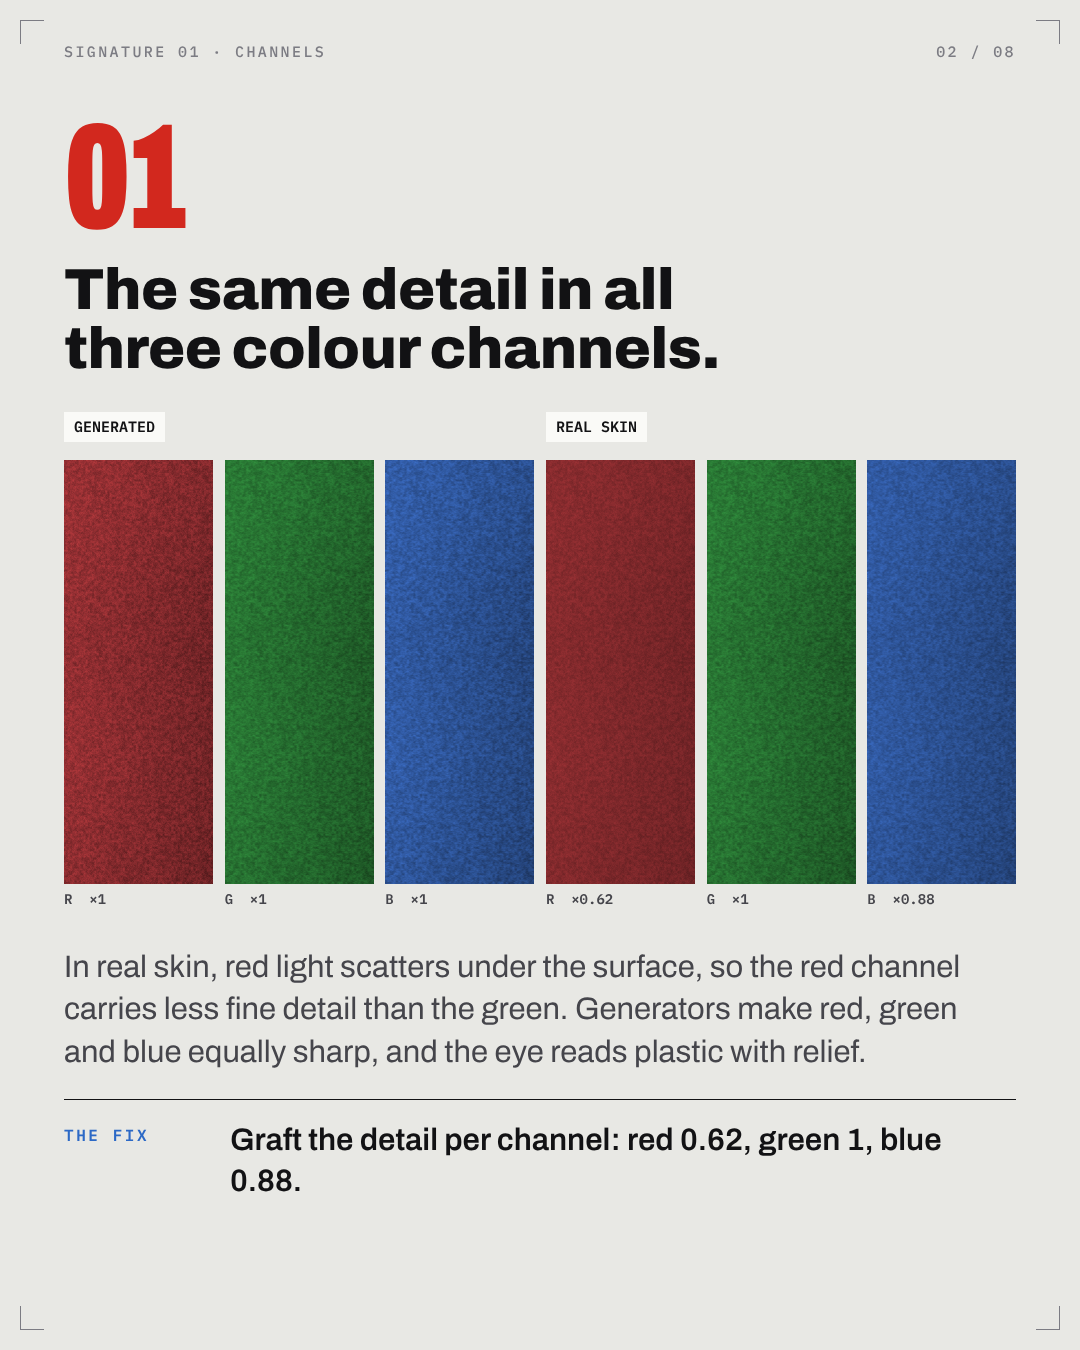 SIGNATURE 01 · CHANNELS
02 / 08
01
The same detail in all
three colour channels.
GENERATED
REAL SKIN
R ×1
G ×1
B ×1
R ×0.62
G ×1
B ×0.88
In real skin, red light scatters under the surface, so the red channel
carries less fine detail than the green. Generators make red, green
and blue equally sharp, and the eye reads plastic with relief.
THE FIX
Graft the detail per channel: red 0.62, green 1, blue
0.88.